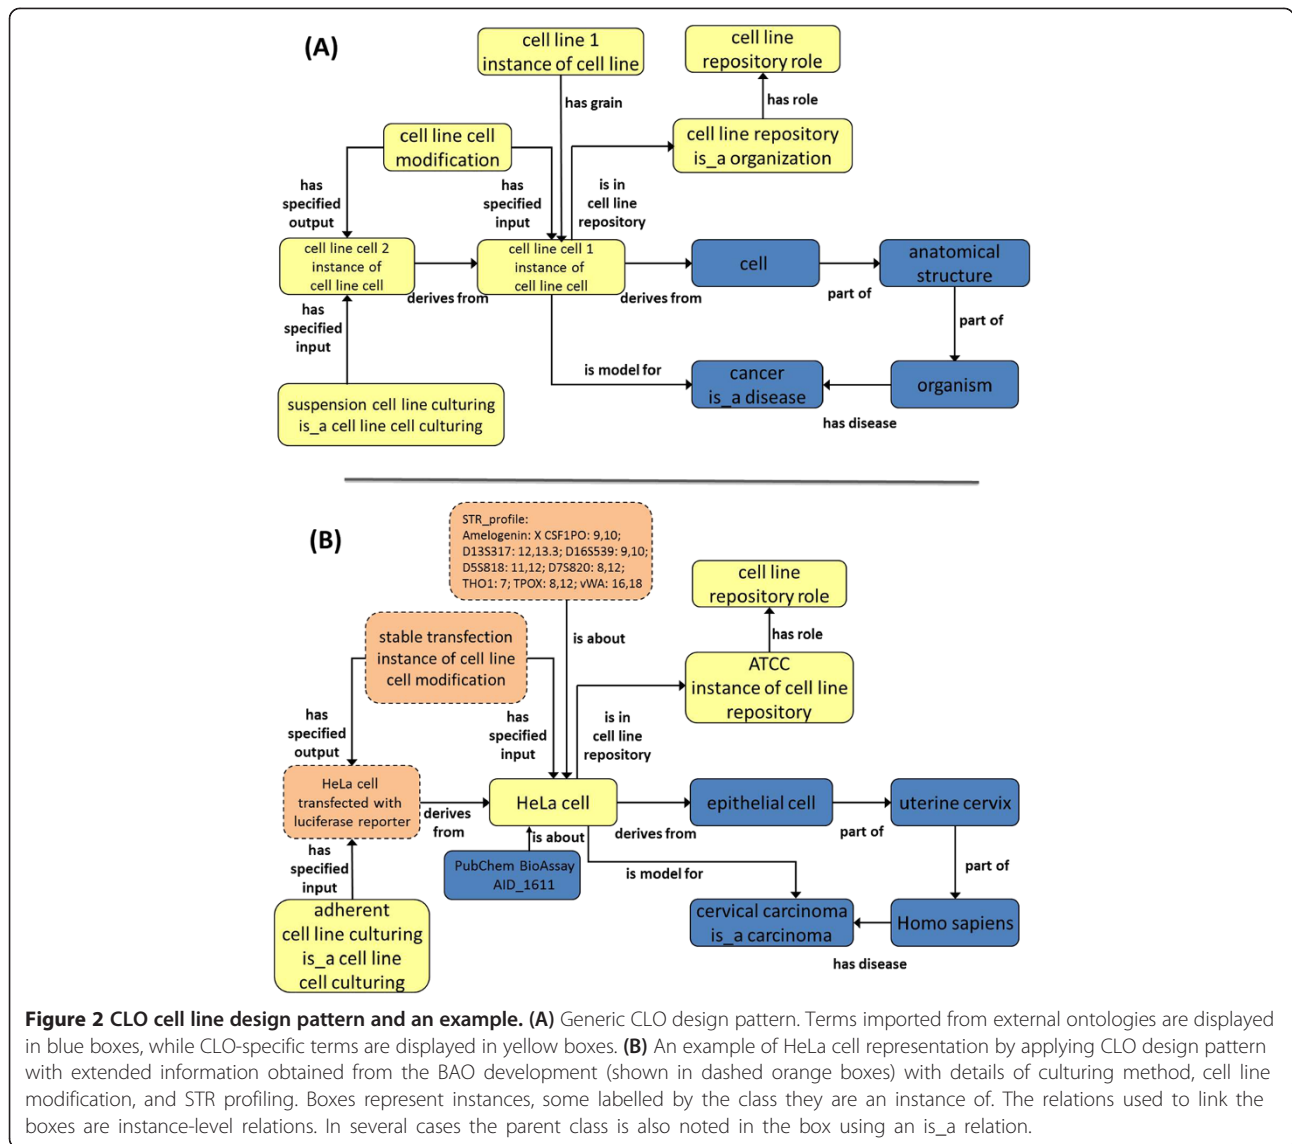 (A)
cell line 1
instance of cell line
cell line
repository role
has grain
has role
cell line cell
modification
cell line repository
is_a organization
has
specified
output
has
specified
input
is in
cell line
repository
cell line cell 2
instance of
cell line cell
derives from
cell line cell 1
instance of
cell line cell
derives from
cell
part of
anatomical
structure
has
specified
input
part of
is model for
cancer
is_a disease
organism
has disease
suspension cell line culturing
is_a cell line cell culturing
(B)
STR_profile:
Amelogenin: X CSF1PO: 9,10;
D13S317: 12,13.3; D16S539: 9,10;
D5S818: 11,12; D7S820: 8,12;
THO1: 7; TPOX: 8,12; vWA: 16,18
cell line
repository role
is about
has role
stable transfection
instance of cell line
cell modification
ATCC
instance of cell line
repository
has
specified
output
has
specified
input
is in
cell line
repository
HeLa cell
transfected with
luciferase reporter
derives
from
HeLa cell
derives from
epithelial cell
part of
uterine cervix
is about
has
specified
input
PubChem BioAssay
AID_1611
is model for
part of
cervical carcinoma
is_a carcinoma
Homo sapiens
has disease
adherent
cell line culturing
is_a cell line
cell culturing
Figure 2 CLO cell line design pattern and an example. (A) Generic CLO design pattern. Terms imported from external ontologies are displayed
in blue boxes, while CLO-specific terms are displayed in yellow boxes. (B) An example of HeLa cell representation by applying CLO design pattern
with extended information obtained from the BAO development (shown in dashed orange boxes) with details of culturing method, cell line
modification, and STR profiling. Boxes represent instances, some labelled by the class they are an instance of. The relations used to link the
boxes are instance-level relations. In several cases the parent class is also noted in the box using an is_a relation.